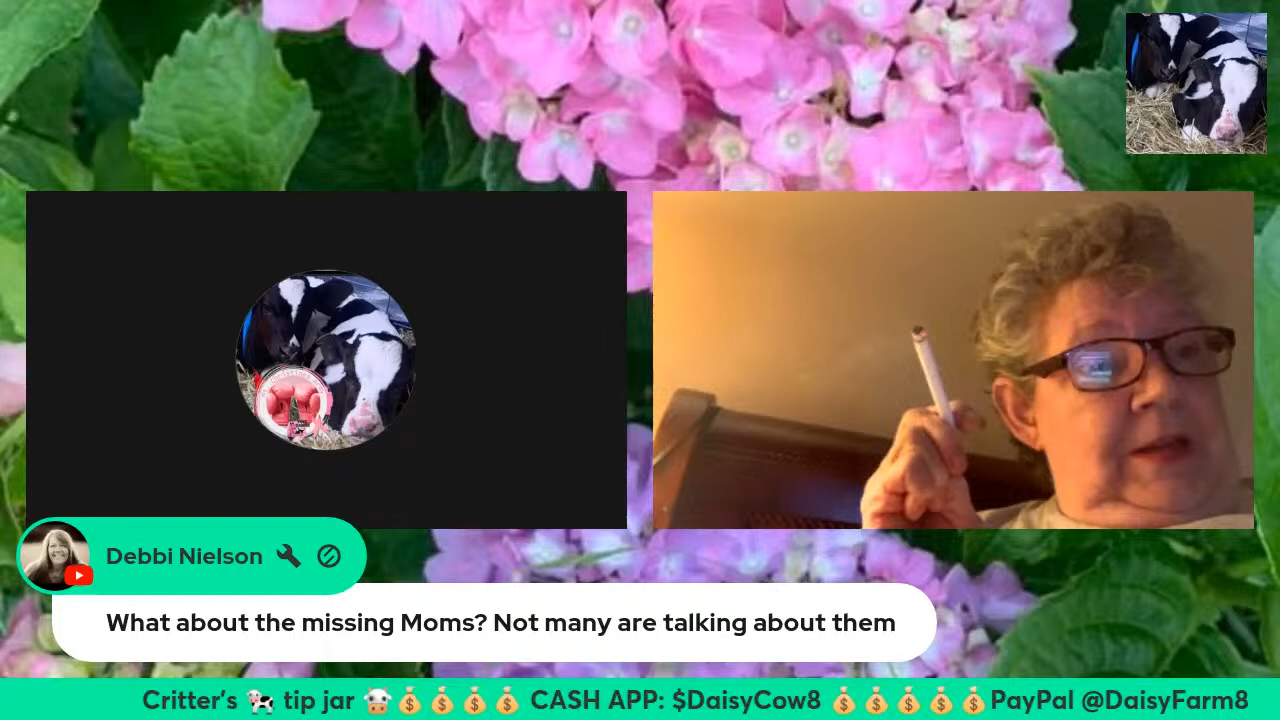 Debbi Nielson
What about the missing Moms? Not many are talking about them
Critter's 🐄 tip jar 🐮💰💰💰💰 CASH APP: $DaisyCow8 💰💰💰💰💰PayPal @DaisyFarm8